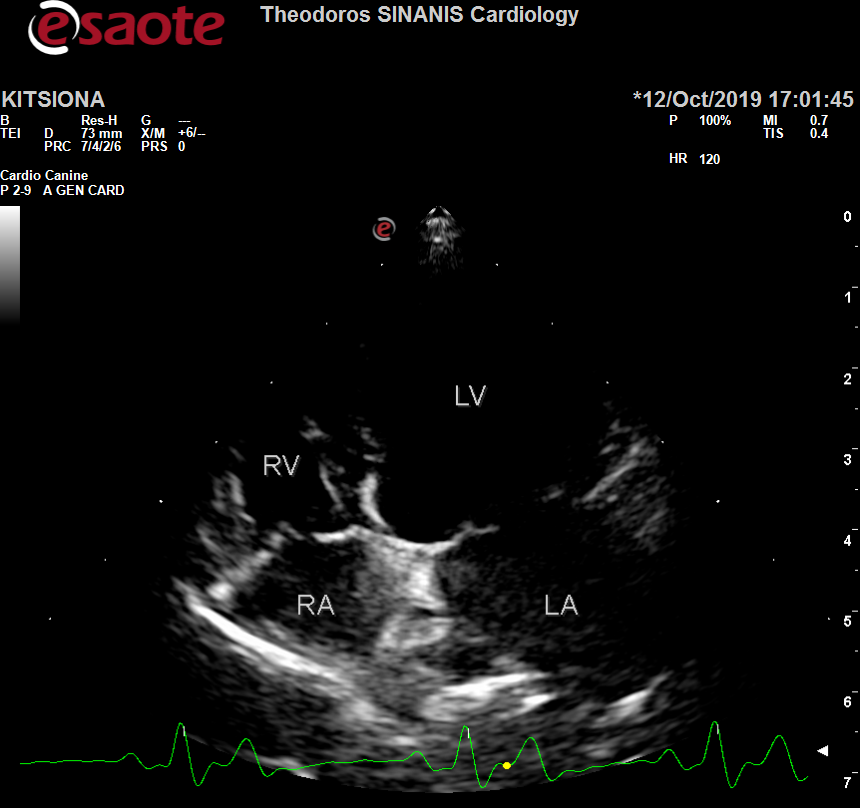 esaote
Theodoros SINANIS Cardiology
KITSIONA
*12/Oct/2019 17:01:45
B Res-H G ---
TEI D 73 mm X/M +6/--
PRC 7/4/2/6 PRS 0
P 100% MI 0.7
TIS 0.4
HR 120
Cardio Canine
P 2-9 A GEN CARD
e
0
1
2
LV
3
RV
4
RA
LA
5
6
7